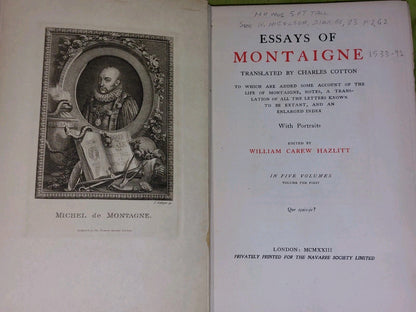 MICHEL de MONTAGNE.
ESSAYS OF
MONTAIGNE
1533-92
TRANSLATED BY CHARLES COTTON
TO WHICH ARE ADDED SOME ACCOUNT OF THE
LIFE OF MONTAIGNE, NOTES, A TRANS-
LATION OF ALL THE LETTERS KNOWN
TO BE EXTANT, AND AN
ENLARGED INDEX
With Portraits
EDITED BY
WILLIAM CAREW HAZLITT
IN FIVE VOLUMES
VOLUME THE FIRST
Que sçais-je?
LONDON: MCMXXIII
PRIVATELY PRINTED FOR THE NAVARRE SOCIETY LIMITED